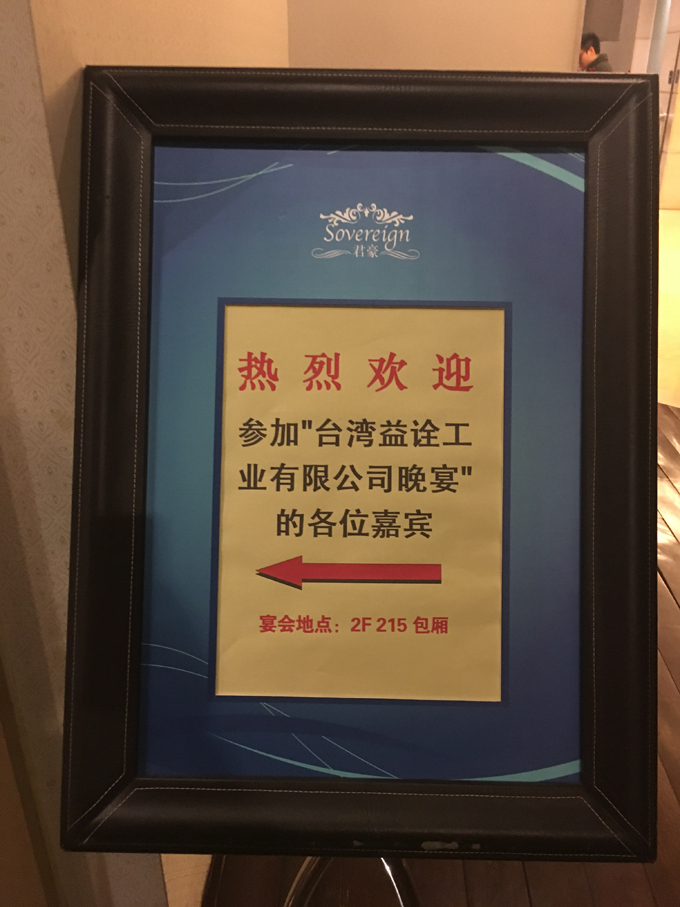 Sovereign
君豪
热烈欢迎
参加"台湾益诠工
业有限公司晚宴"
的各位嘉宾
宴会地点：2F 215 包厢